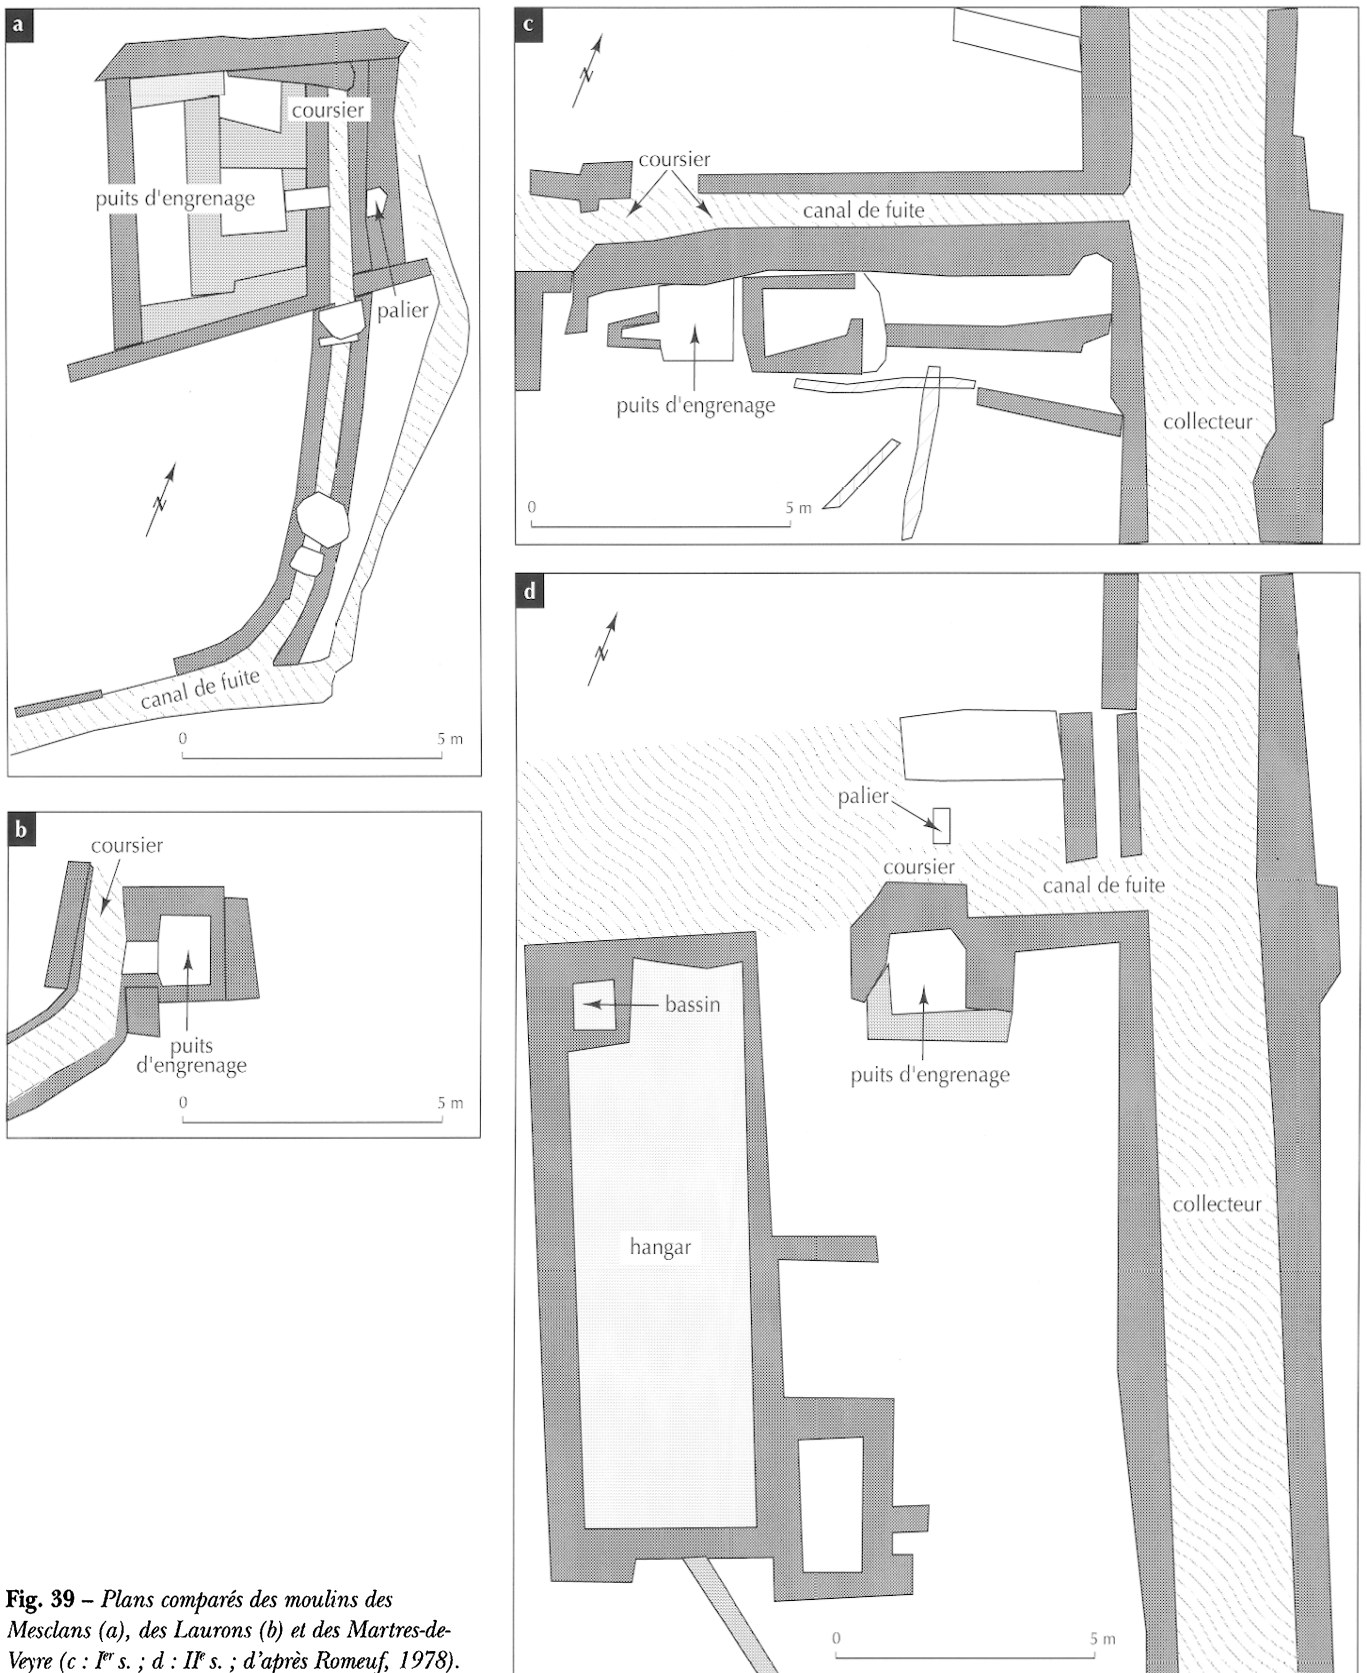 a
coursier
puits d'engrenage
palier
N
canal de fuite
0 5 m
b
coursier
puits
d'engrenage
0 5 m
c
N
coursier
canal de fuite
puits d'engrenage
collecteur
0 5 m
d
N
palier
coursier
canal de fuite
bassin
puits d'engrenage
collecteur
hangar
0 5 m
Fig. 39 – Plans comparés des moulins des
Mesclans (a), des Laurons (b) et des Martres-de-
Veyre (c : Ier s. ; d : IIe s. ; d'après Romeuf, 1978).